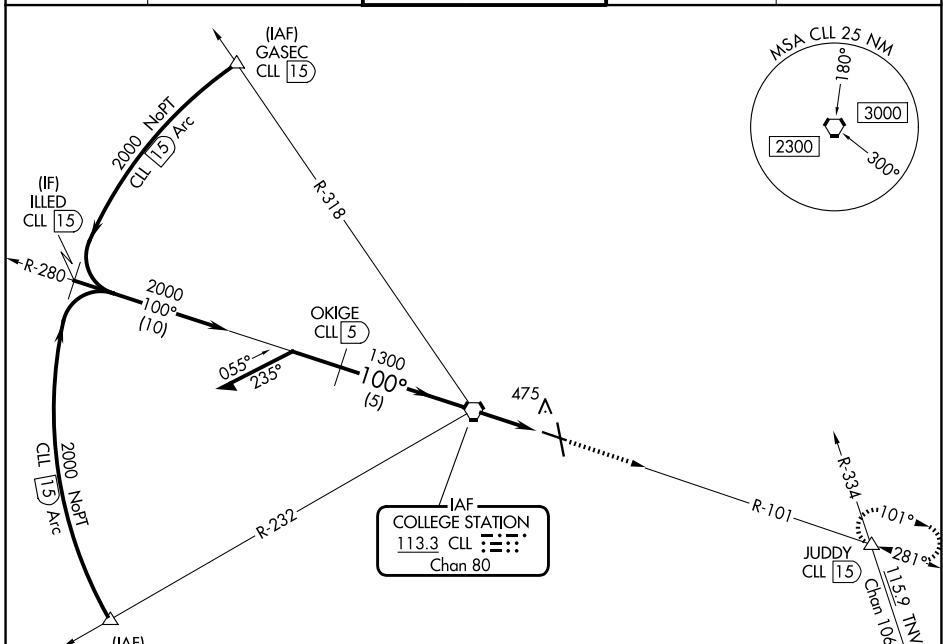 (IAF)
GASEC
CLL 15
MSA CLL 25 NM
180°
3000
2300
300°
2000 NoPT
CLL 15 Arc
R-318
(IF)
ILLED
CLL 15
R-280
2000
100°
(10)
OKIGE
CLL 5
055°
235°
1300
100°
(5)
475
2000 NoPT
CLL 15 Arc
R-232
IAF
COLLEGE STATION
113.3 CLL
Chan 80
R-101
R-334
101°
281°
JUDDY
CLL 15
115.9 TNV
Chan 106
(IAF)